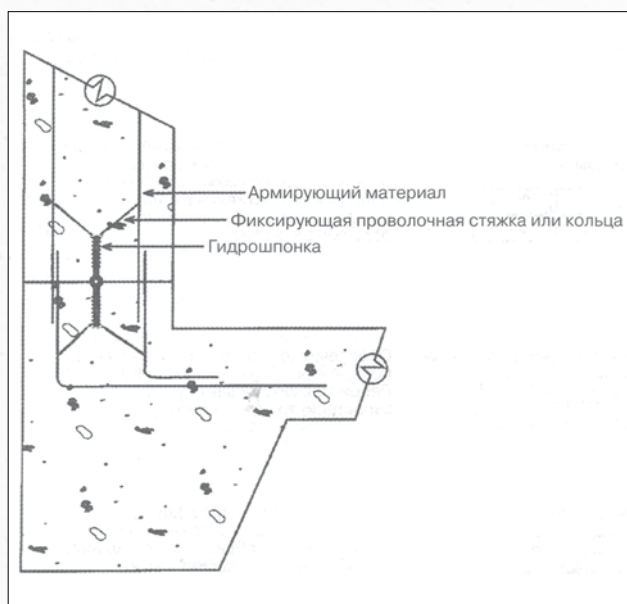 Армирующий материал
Фиксирующая проволочная стяжка или кольца
Гидрошпонка